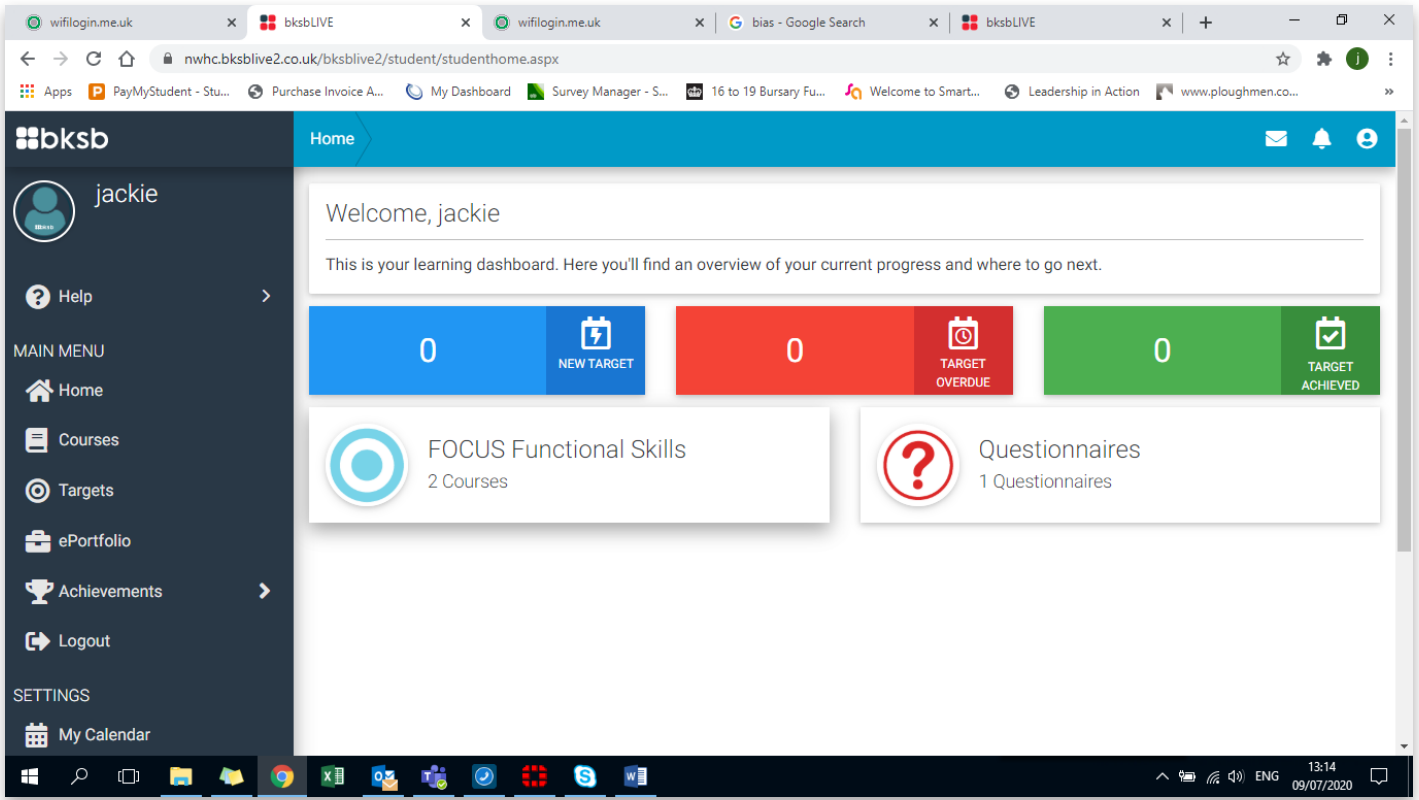 wifilogin.me.uk
bksbLIVE
wifilogin.me.uk
bias - Google Search
bksbLIVE
nwhc.bksblive2.co.uk/bksblive2/student/studenthome.aspx
j
Apps
PayMyStudent - Stu...
Purchase Invoice A...
My Dashboard
Survey Manager - S...
16 to 19 Bursary Fu...
Welcome to Smart...
Leadership in Action
www.ploughmen.co...
bksb
Home
jackie
Help
MAIN MENU
Home
Courses
Targets
ePortfolio
Achievements
Logout
SETTINGS
My Calendar
Welcome, jackie
This is your learning dashboard. Here you'll find an overview of your current progress and where to go next.
0
NEW TARGET
0
TARGET
OVERDUE
0
TARGET
ACHIEVED
FOCUS Functional Skills
2 Courses
Questionnaires
1 Questionnaires
ENG
13:14
09/07/2020